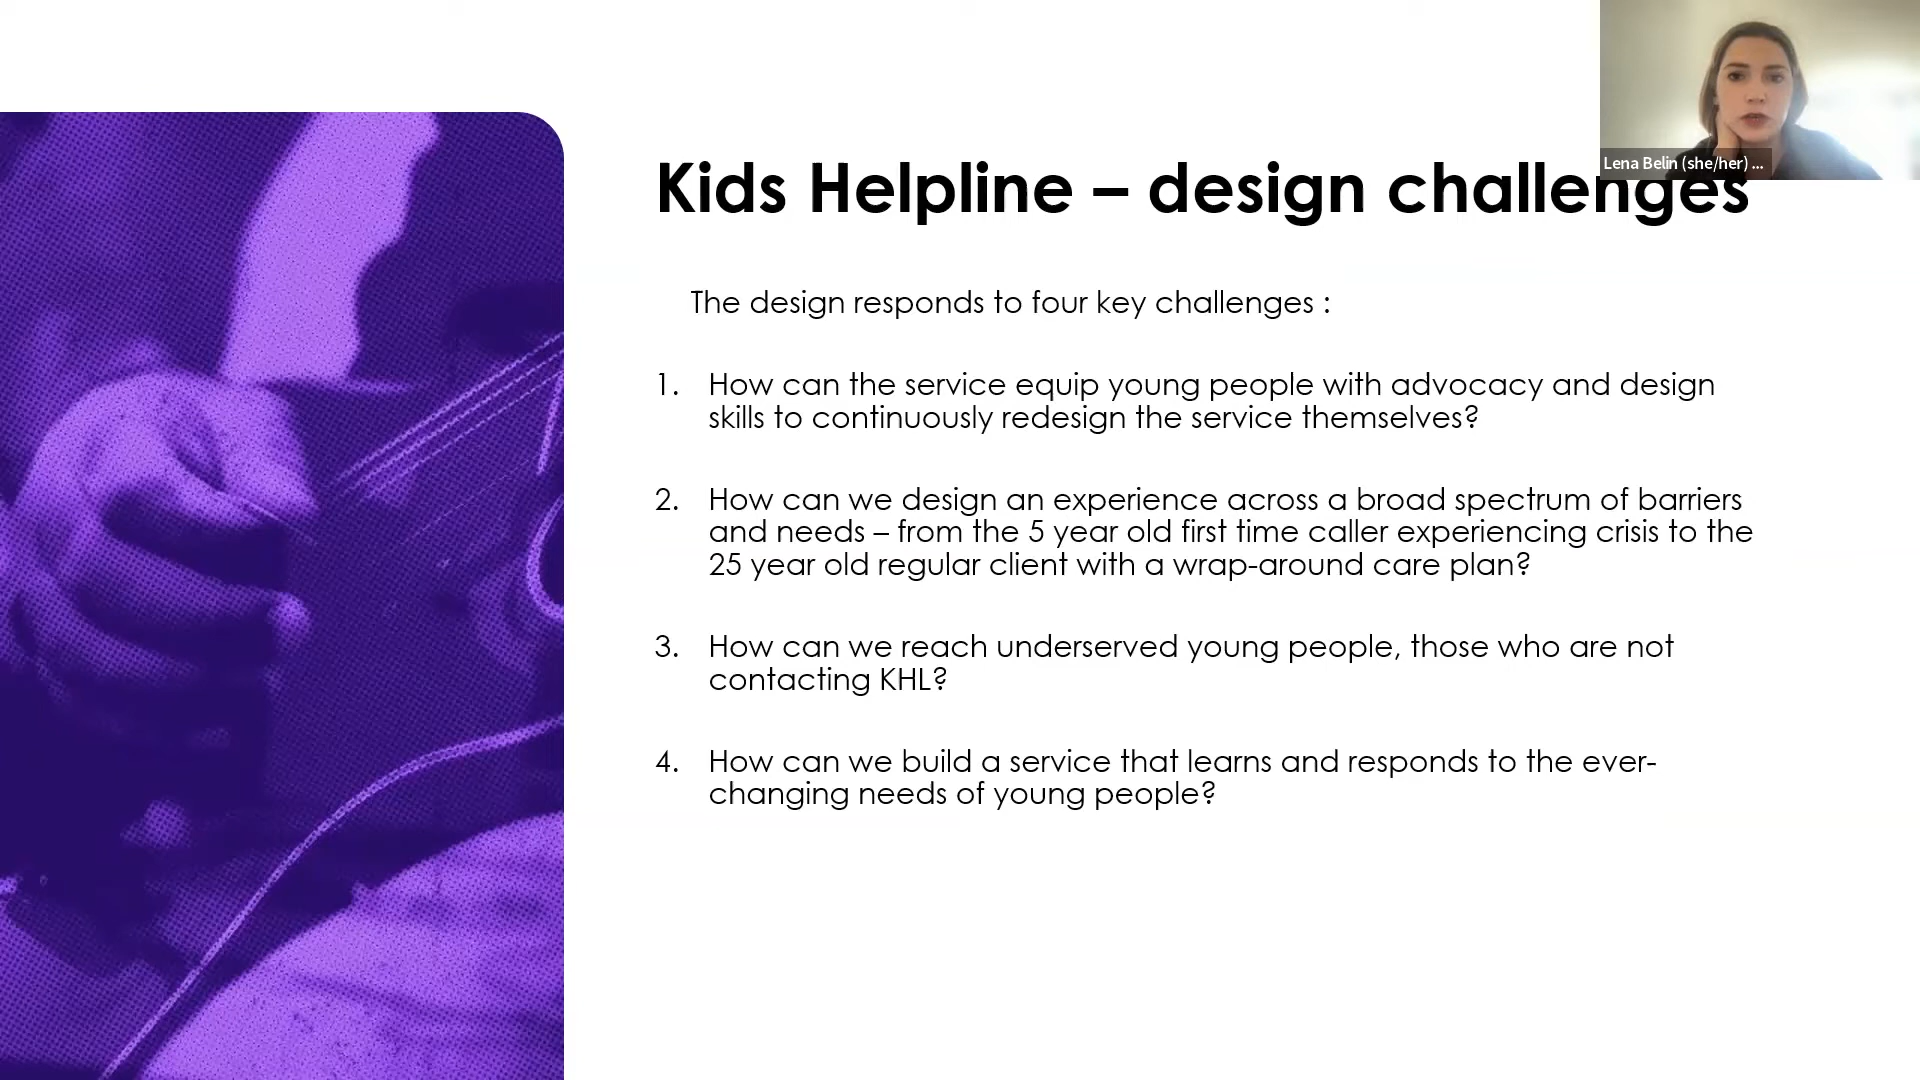 Lena Belin (she/her) ...
Kids Helpline – design challenges
The design responds to four key challenges :
1. How can the service equip young people with advocacy and design
skills to continuously redesign the service themselves?
2. How can we design an experience across a broad spectrum of barriers
and needs – from the 5 year old first time caller experiencing crisis to the
25 year old regular client with a wrap-around care plan?
3. How can we reach underserved young people, those who are not
contacting KHL?
4. How can we build a service that learns and responds to the ever-
changing needs of young people?